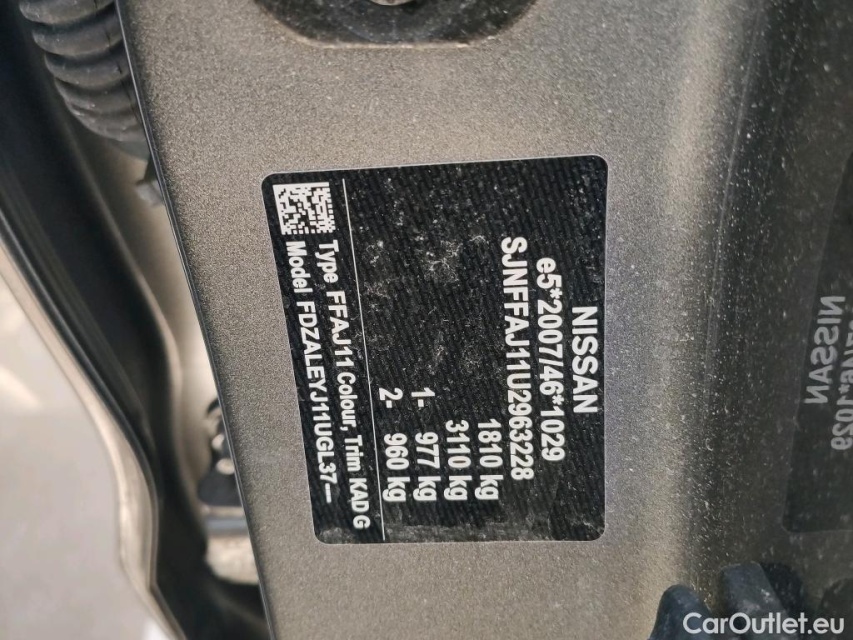 NISSAN
e5*2007/46*1029
SJNFFAJ11U2963228
1810 kg
3110 kg
1- 977 kg
2- 960 kg
Type FFAJ11 Colour, Trim KAD G
Model FDZALEYJ11UGL37—
NISSAN
1029
CarOutlet.eu